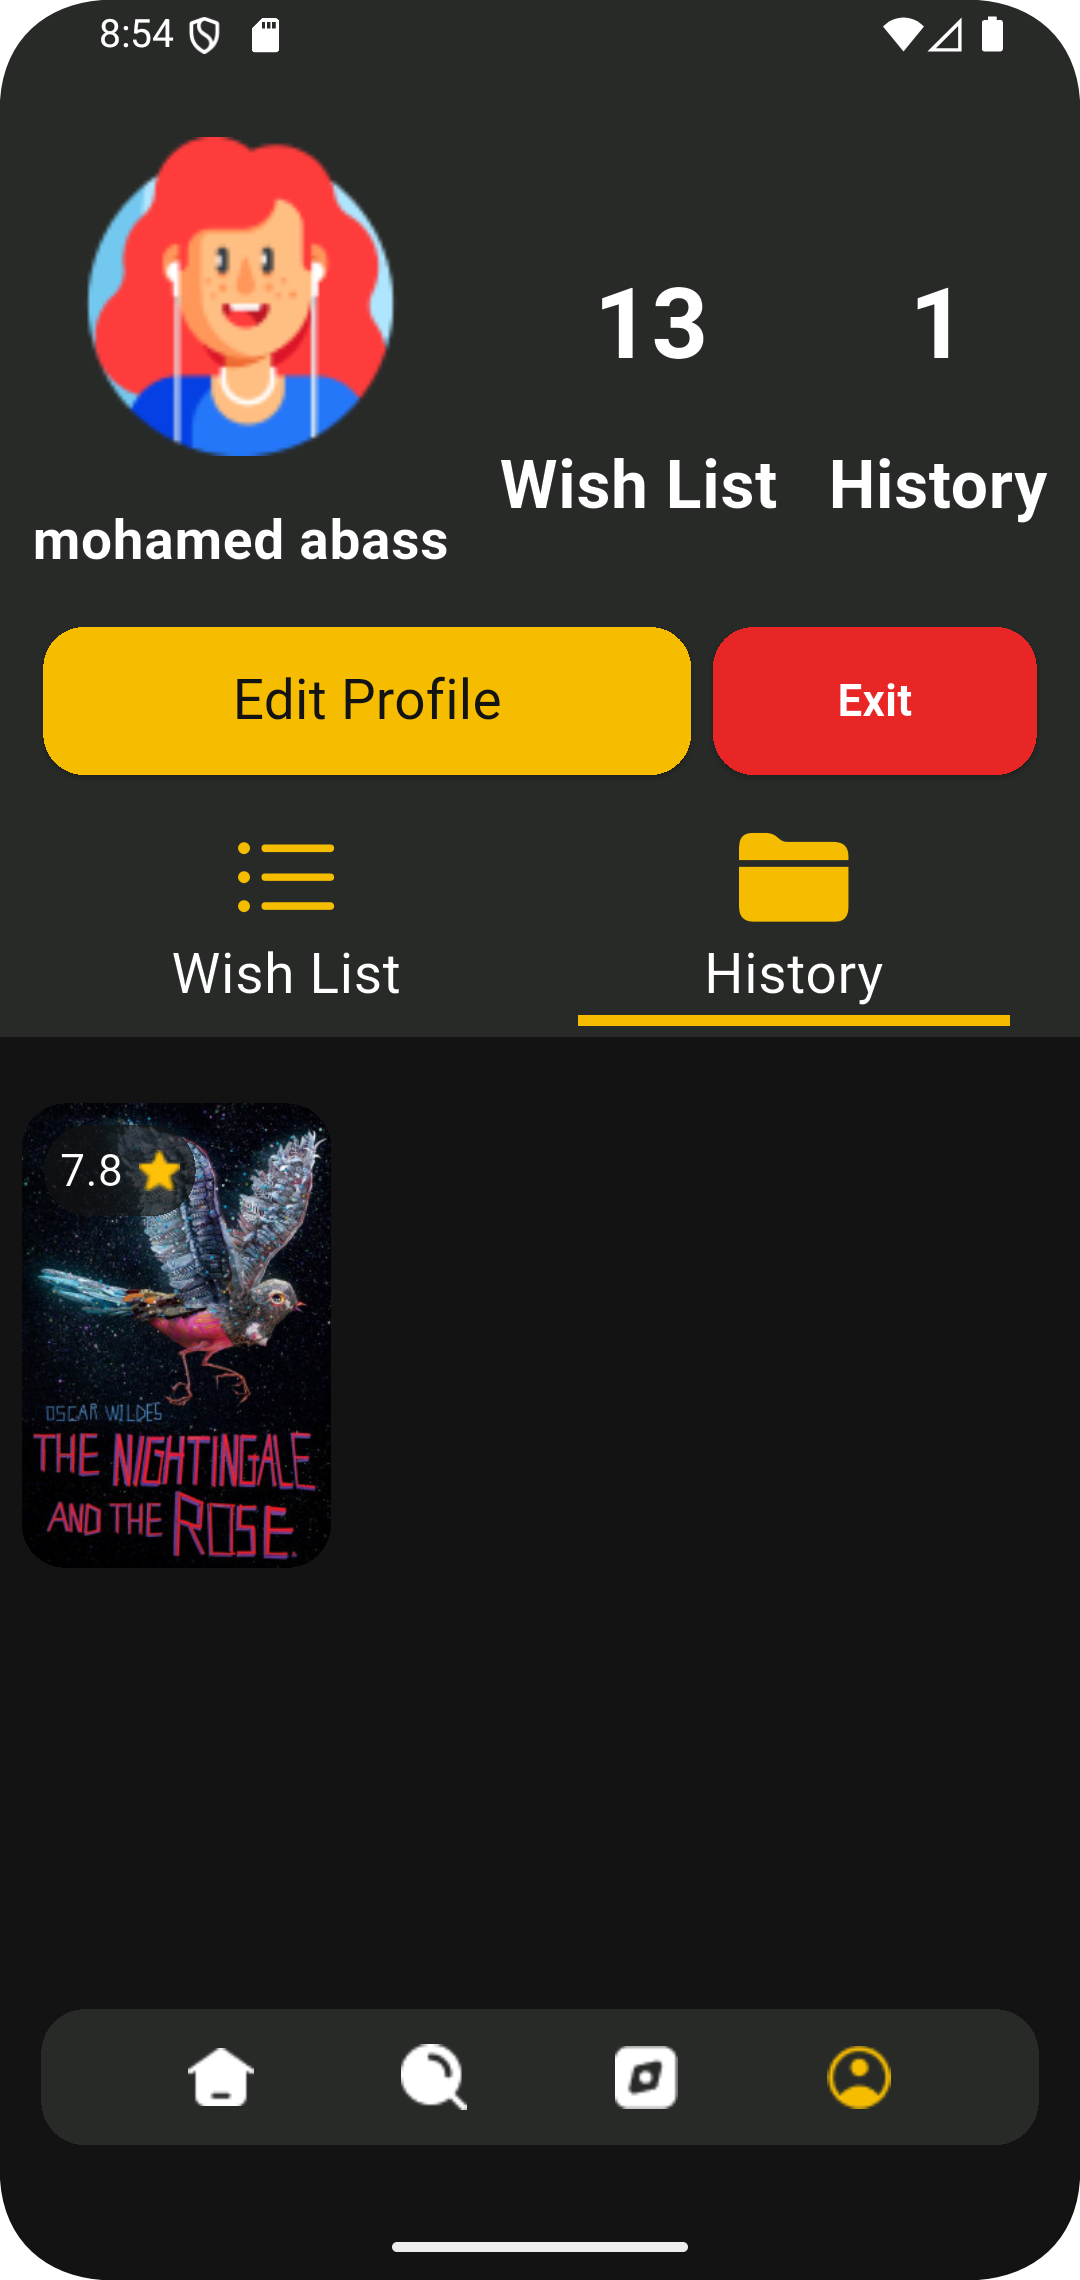 8:54
13 1
Wish List History
mohamed abass
Edit Profile Exit
Wish List History
7.8
OSCAR WILDES
THE NIGHTINGALE
AND THE ROSE.